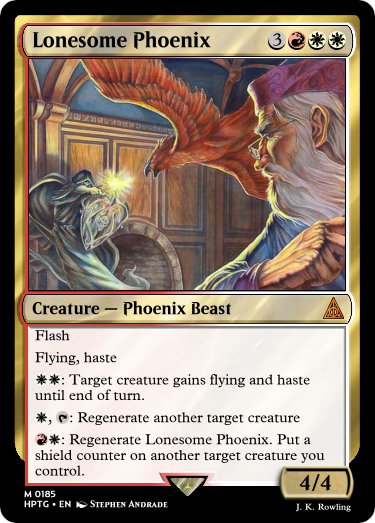 Lonesome Phoenix 3
Creature — Phoenix Beast
Flash
Flying, haste
: Target creature gains flying and haste
until end of turn.
, : Regenerate another target creature
: Regenerate Lonesome Phoenix. Put a
shield counter on another target creature you
control.
4/4
M 0185
HPTG • EN Stephen Andrade
J. K. Rowling